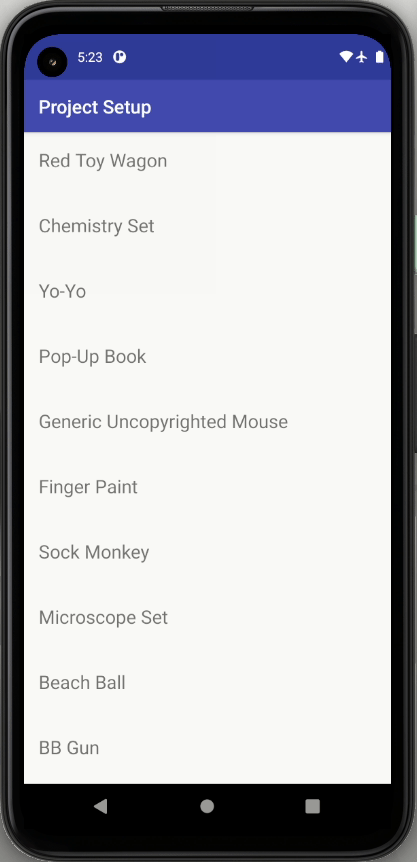 5:23
Project Setup
Red Toy Wagon
Chemistry Set
Yo-Yo
Pop-Up Book
Generic Uncopyrighted Mouse
Finger Paint
Sock Monkey
Microscope Set
Beach Ball
BB Gun